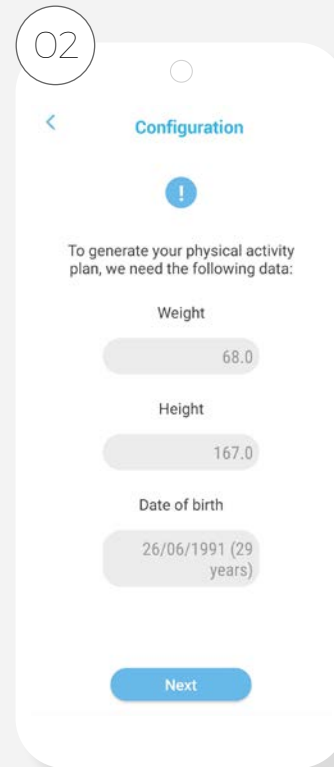 02
Configuration
!
To generate your physical activity
plan, we need the following data:
Weight
68.0
Height
167.0
Date of birth
26/06/1991 (29
years)
Next